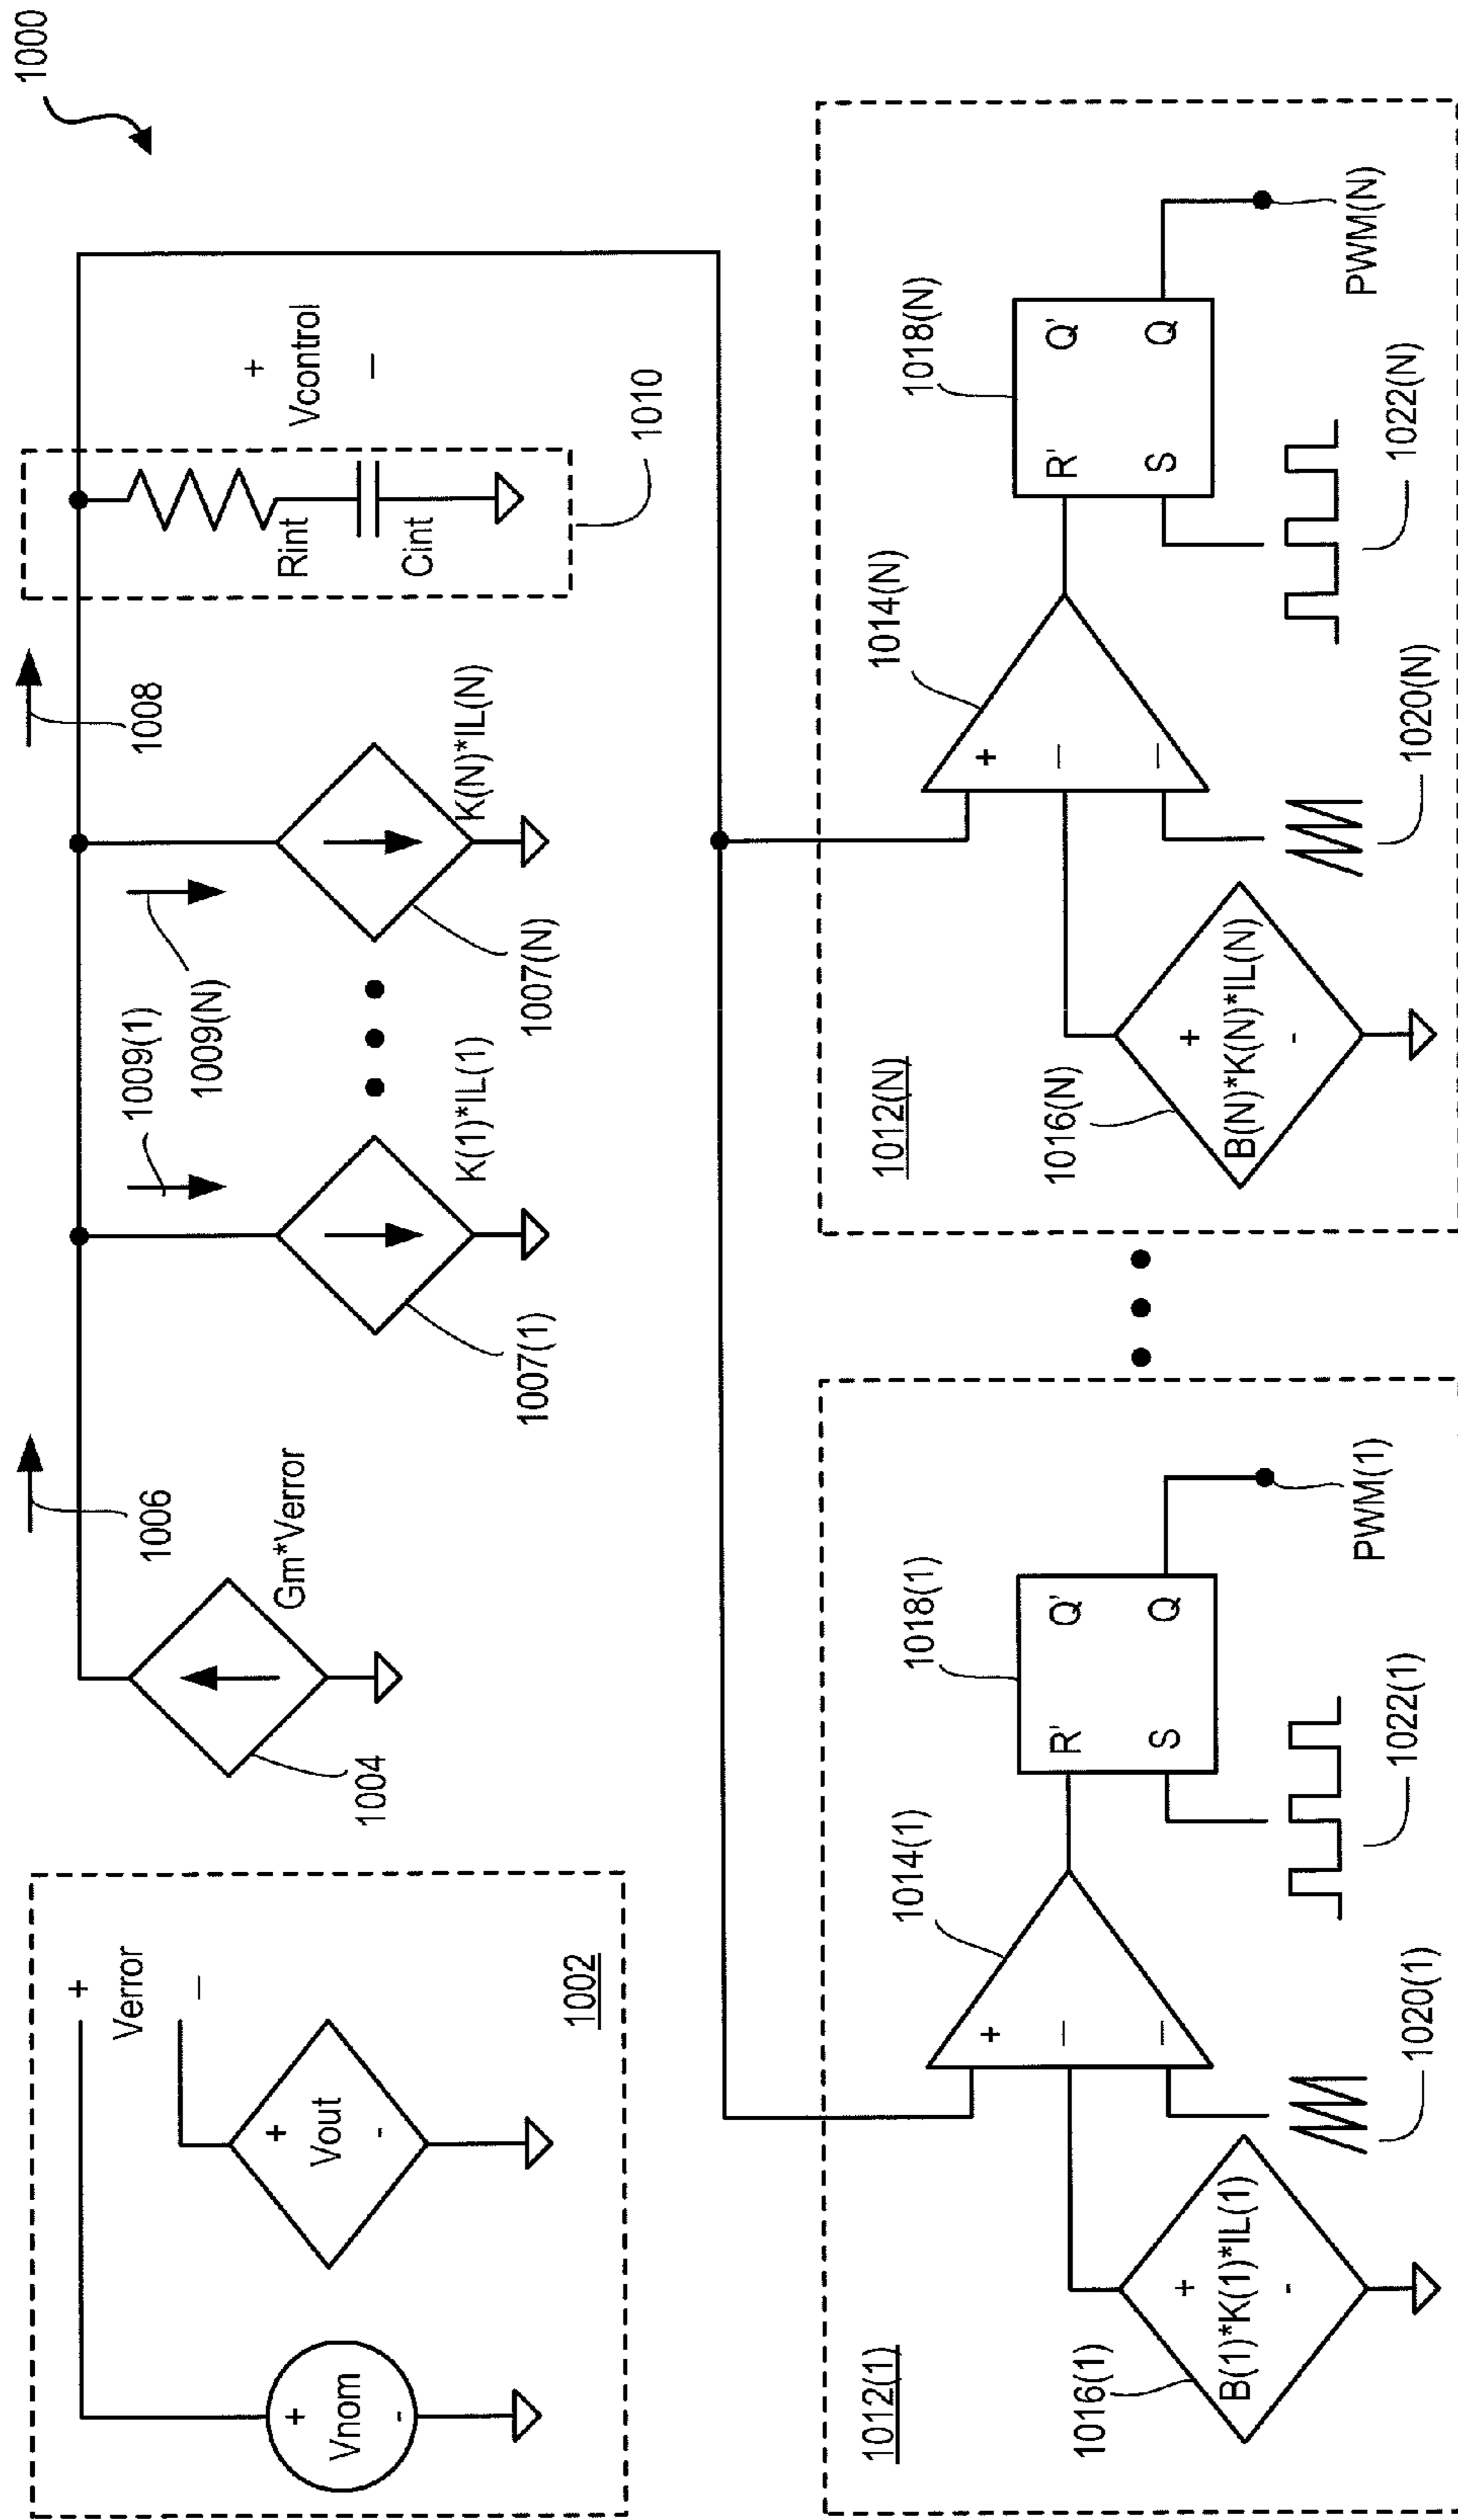 1000
+
Verror
−
+
Vnom
-
+
Vout
-
1002
1004
Gm*Verror
1006
1009(1)
1009(N)
1007(1)
K(1)*IL(1)
1007(N)
K(N)*IL(N)
1008
Rint
Cint
+
Vcontrol
−
1010
1012(1)
1016(1)
+
B(1)*K(1)*IL(1)
-
1014(1)
+
−
−
1020(1)
1018(1)
R' Q'
S Q
1022(1)
PWM(1)
1012(N)
1016(N)
+
B(N)*K(N)*IL(N)
-
1014(N)
+
−
−
1020(N)
1018(N)
R' Q'
S Q
1022(N)
PWM(N)